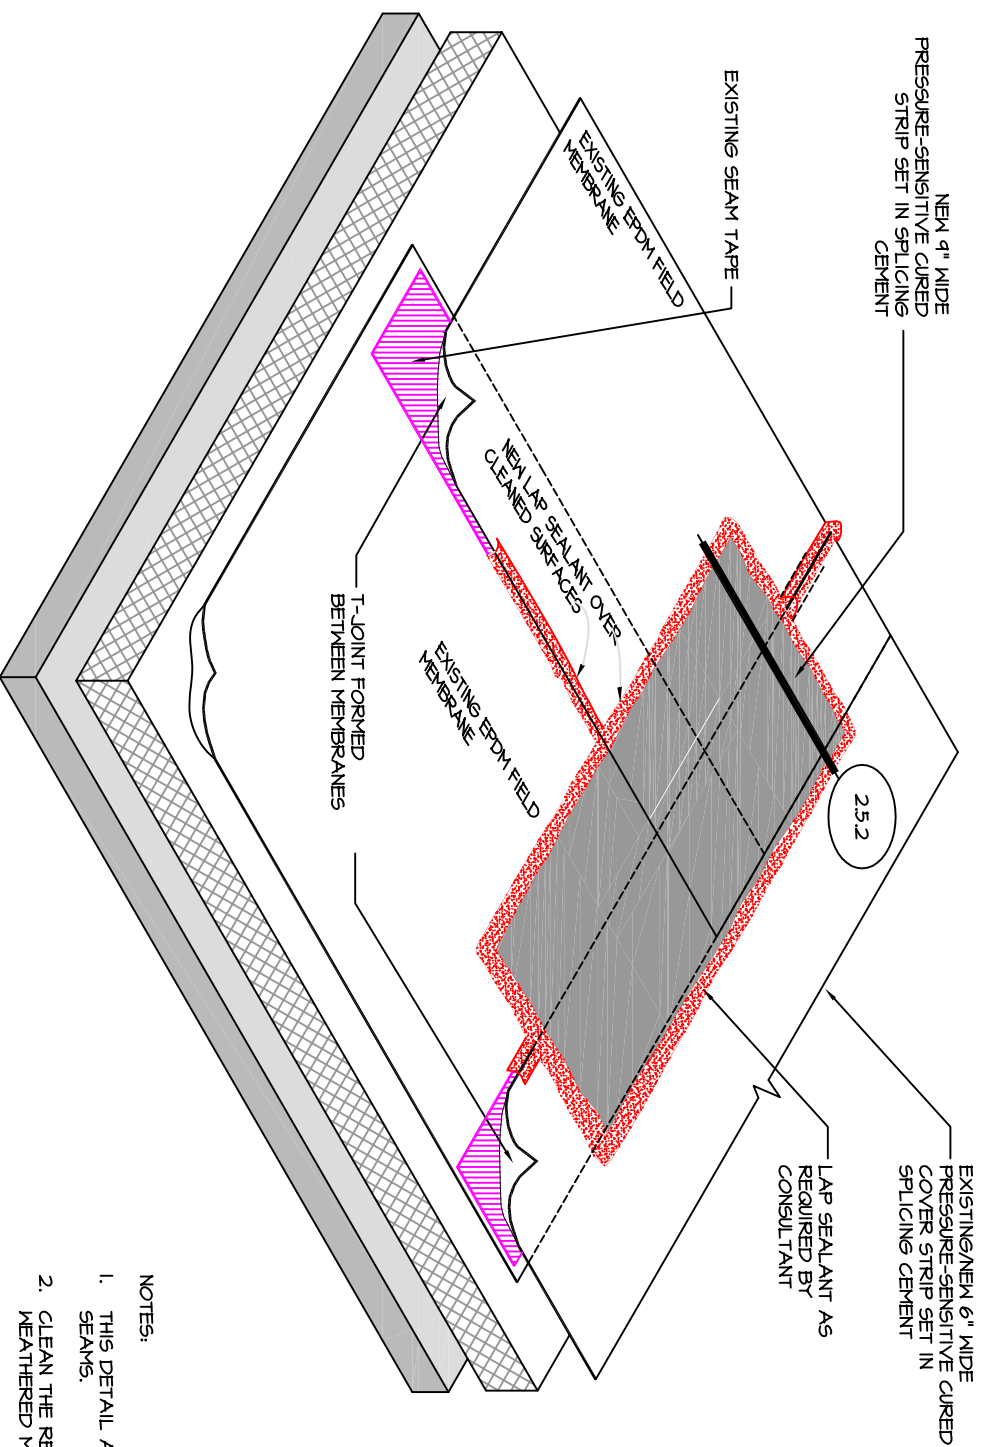 NEW 9" WIDE
PRESSURE-SENSITIVE CURED
STRIP SET IN SPLICING
CEMENT
EXISTING SEAM TAPE
EXISTING EPDM FIELD
MEMBRANE
NEW LAP SEALANT OVER
CLEANED SURFACES
T-JOINT FORMED
BETWEEN MEMBRANES
EXISTING EPDM FIELD
MEMBRANE
2.5.2
EXISTING/NEW 6" WIDE
PRESSURE-SENSITIVE CURED
COVER STRIP SET IN
SPLICING CEMENT
LAP SEALANT AS
REQUIRED BY
CONSULTANT
NOTES:
1. THIS DETAIL
SEAMS.
2. CLEAN THE
WEATHERED